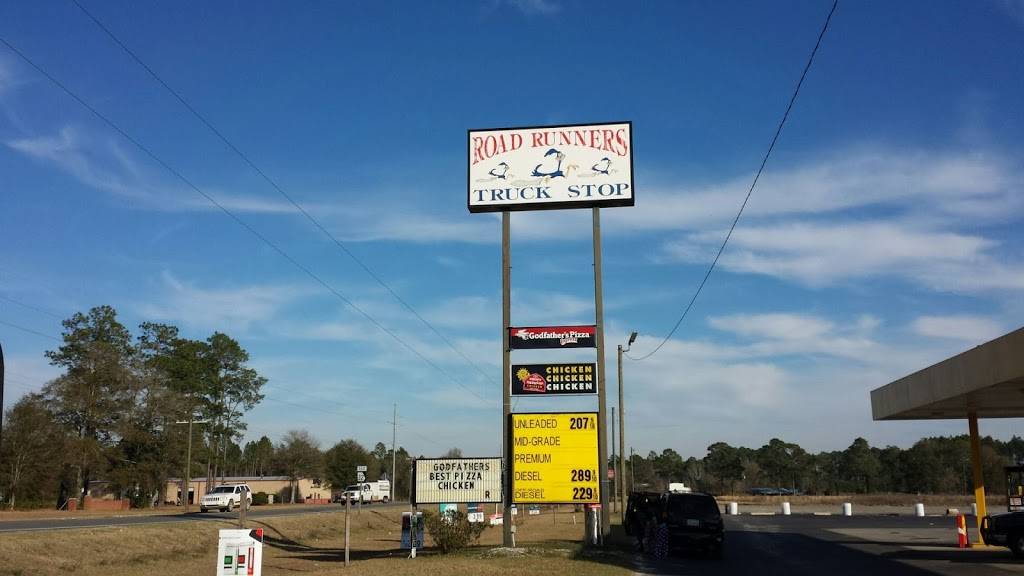 ROAD RUNNERS
TRUCK STOP
Godfather's Pizza
CHICKEN
CHICKEN
CHICKEN
UNLEADED 207
MID-GRADE
PREMIUM
DIESEL 289
DIESEL 229
GODFATHERS
BEST PIZZA
CHICKEN R